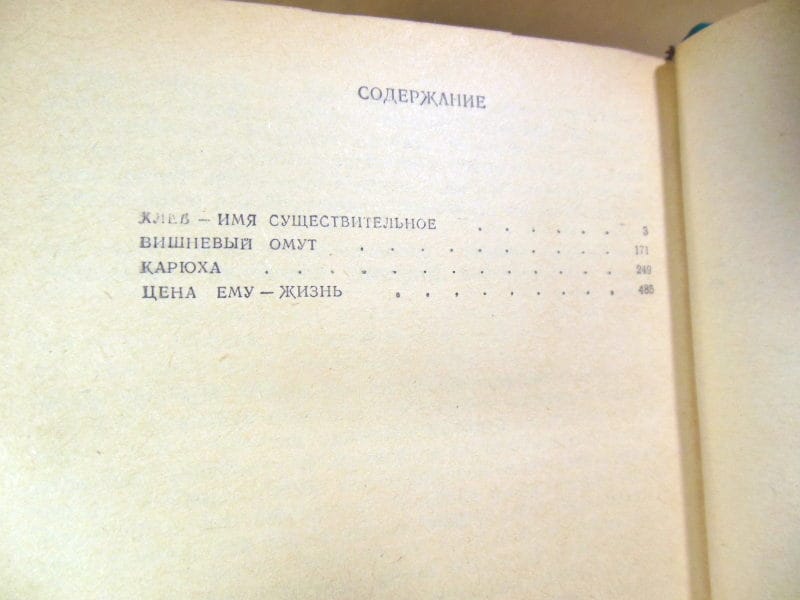 СОДЕРЖАНИЕ
ХЛЕБ — ИМЯ СУЩЕСТВИТЕЛЬНОЕ . . . . . . 3
ВИШНЕВЫЙ ОМУТ . . . . . . . . . 171
КАРЮХА . . . . . . . . . . . . 249
ЦЕНА ЕМУ — ЖИЗНЬ . . . . . . . . 485